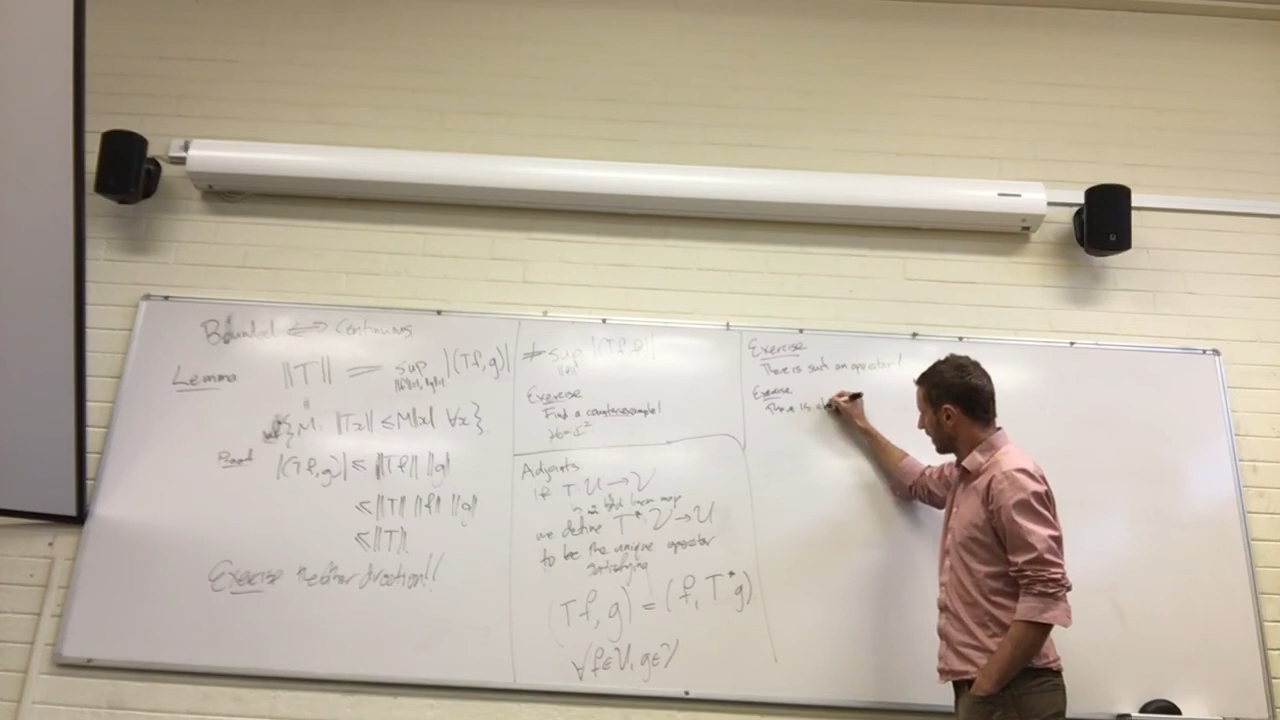 Bounded ⟺ Continuous
Lemma ||T|| = sup |(Tf, g)|
||f||=1, ||g||=1
inf{M: ||Tx|| ≤ M||x|| ∀x}
Proof |(Tf, g)| ≤ ||Tf|| ||g||
≤ ||T|| ||f|| ||g||
≤ ||T||
Exercise the other direction!!
≠ sup |(Tf, f)|
Exercise
Find a counterexample!
Adjoints
if T: U → V
is a bdd linear map
we define T*: V → U
to be the unique operator
satisfying
(Tf, g) = (f, T*g)
∀ f∈U, g∈V
Exercise
There is such an operator!
Exercise
There is